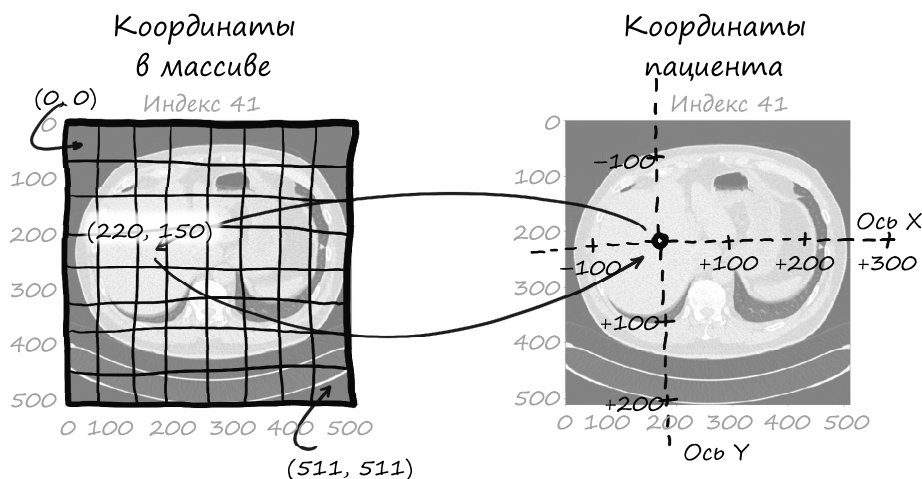 Координаты
в массиве
(0, 0)
Индекс 41
0
100
200
300
400
500
0 100 200 300 400 500
(220, 150)
(511, 511)
Координаты
пациента
Индекс 41
0
100
200
300
400
500
0 100 200 300 400 500
−100
Ось X
−100 +100 +200 +300
+100
+200
Ось Y